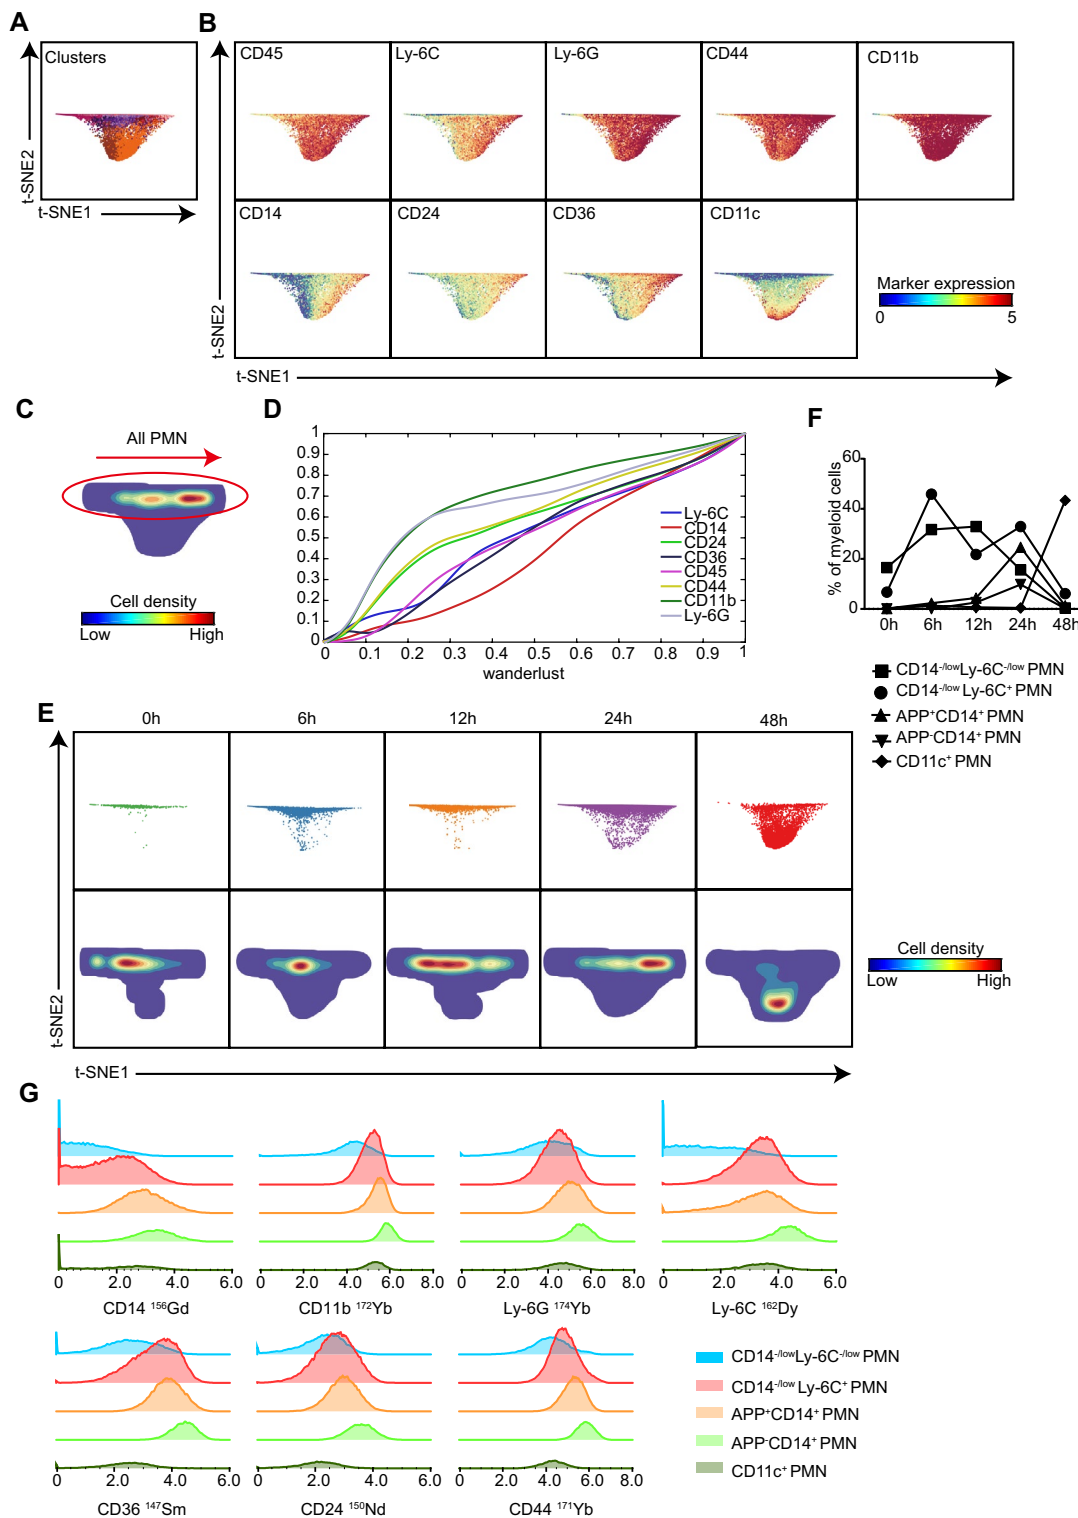 A
B
Clusters
t-SNE2
t-SNE1
CD45
Ly-6C
Ly-6G
CD44
CD11b
CD14
CD24
CD36
CD11c
t-SNE2
t-SNE1
Marker expression
0 5
C
All PMN
Cell density
Low High
D
1
0.9
0.8
0.7
0.6
0.5
0.4
0.3
0.2
0.1
0
0 0.1 0.2 0.3 0.4 0.5 0.6 0.7 0.8 0.9 1
wanderlust
Ly-6C
CD14
CD24
CD36
CD45
CD44
CD11b
Ly-6G
F
% of myeloid cells
60
40
20
0
0h 6h 12h 24h 48h
CD14-/lowLy-6C-/low PMN
CD14-/low Ly-6C+ PMN
APP+CD14+ PMN
APP-CD14+ PMN
CD11c+ PMN
E
0h 6h 12h 24h 48h
t-SNE2
t-SNE1
Cell density
Low High
G
0 2.0 4.0 6.0
CD14 156Gd
0 2.0 4.0 6.0 8.0
CD11b 172Yb
0 2.0 4.0 6.0 8.0
Ly-6G 174Yb
0 2.0 4.0 6.0
Ly-6C 162Dy
0 2.0 4.0 6.0
CD36 147Sm
0 2.0 4.0 6.0
CD24 150Nd
0 2.0 4.0 6.0 8.0
CD44 171Yb
CD14-/lowLy-6C-/low PMN
CD14-/low Ly-6C+ PMN
APP+CD14+ PMN
APP-CD14+ PMN
CD11c+ PMN